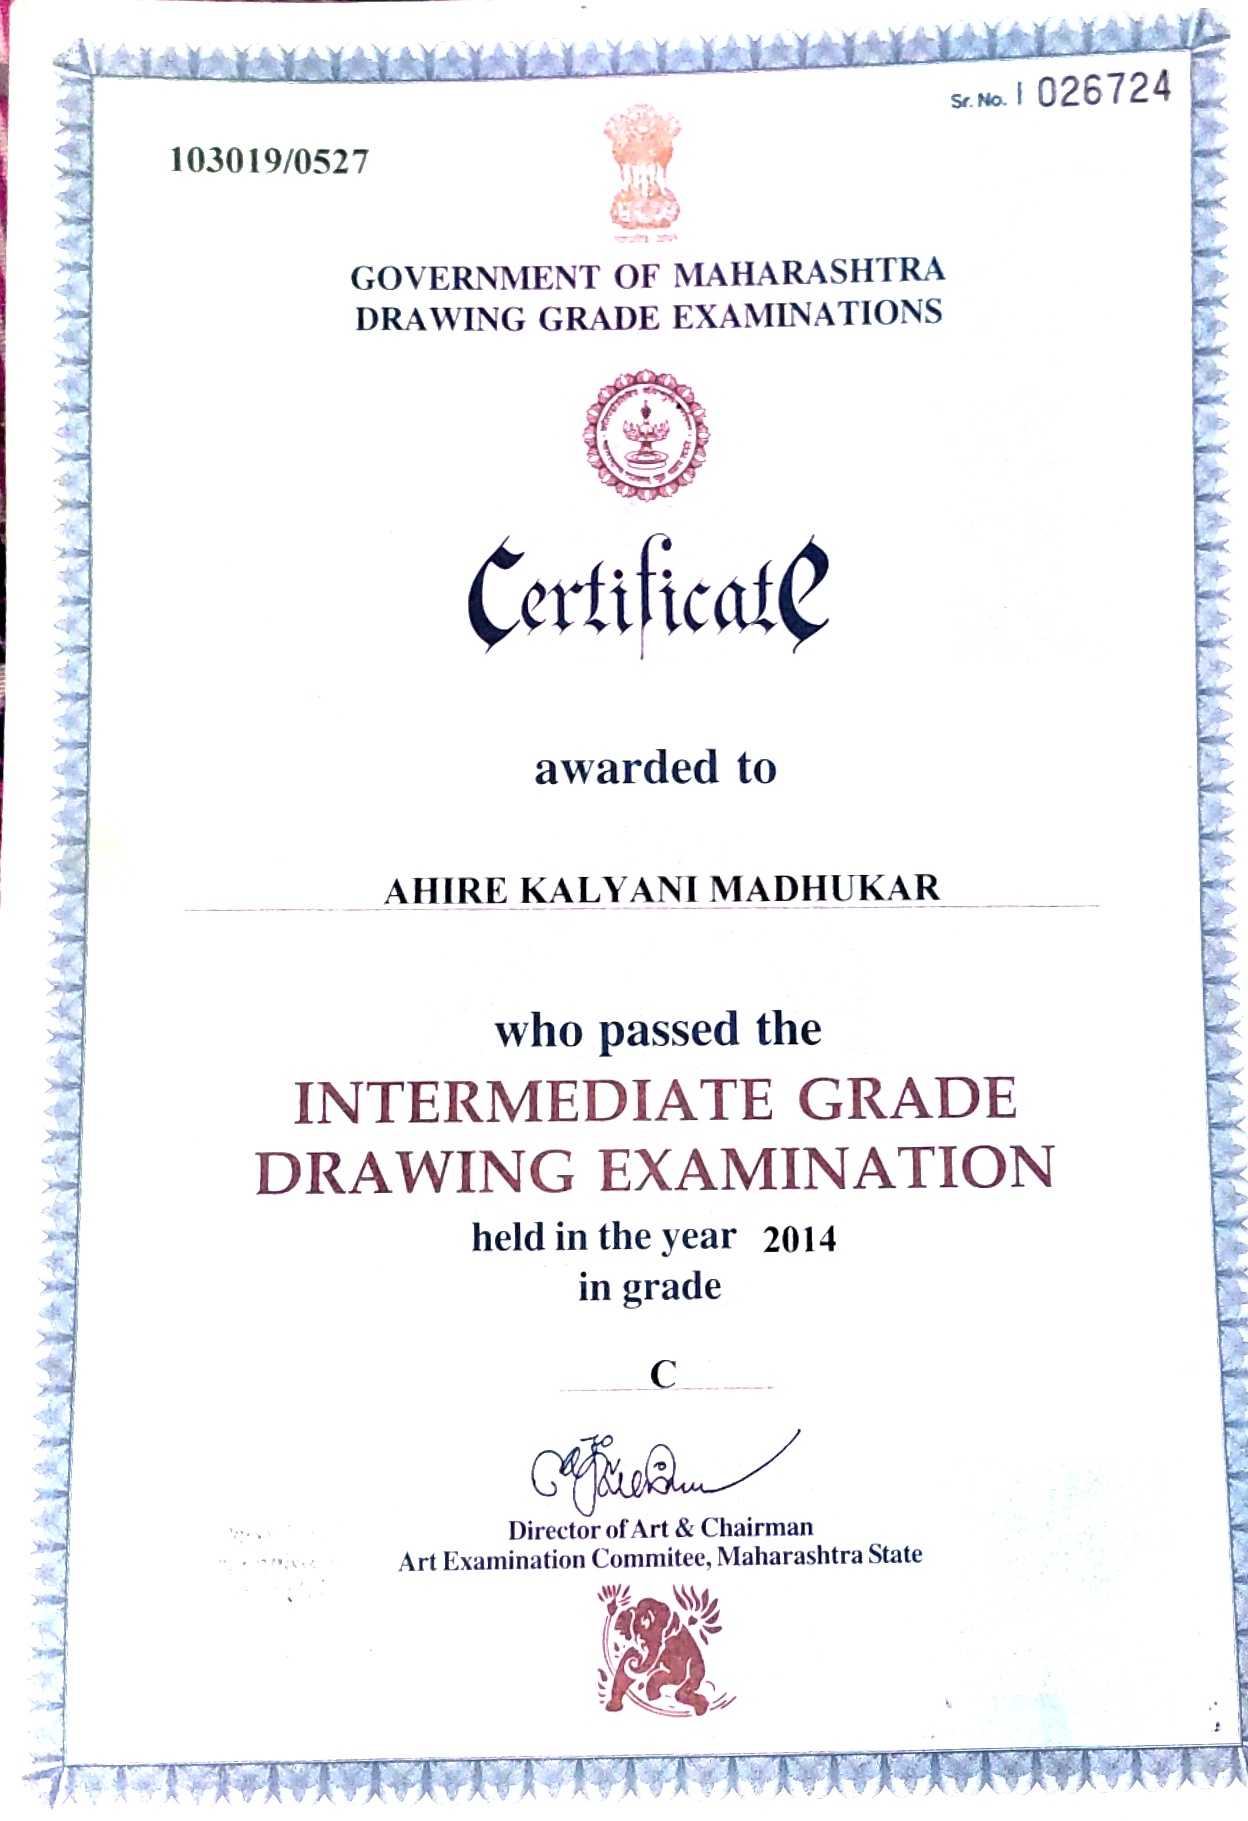 Sr. No. I 026724
103019/0527
GOVERNMENT OF MAHARASHTRA
DRAWING GRADE EXAMINATIONS
Certificate
awarded to
AHIRE KALYANI MADHUKAR
who passed the
INTERMEDIATE GRADE
DRAWING EXAMINATION
held in the year 2014
in grade
C
Director of Art & Chairman
Art Examination Commitee, Maharashtra State